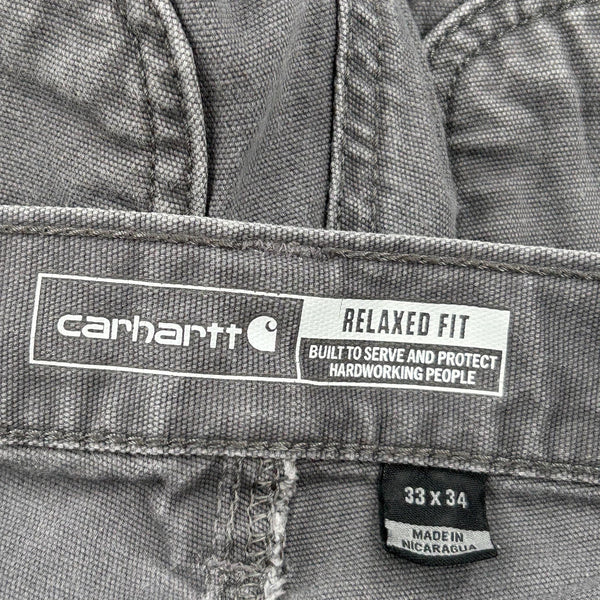 carhartt
RELAXED FIT
BUILT TO SERVE AND PROTECT
HARDWORKING PEOPLE
33 X 34
MADE IN
NICARAGUA